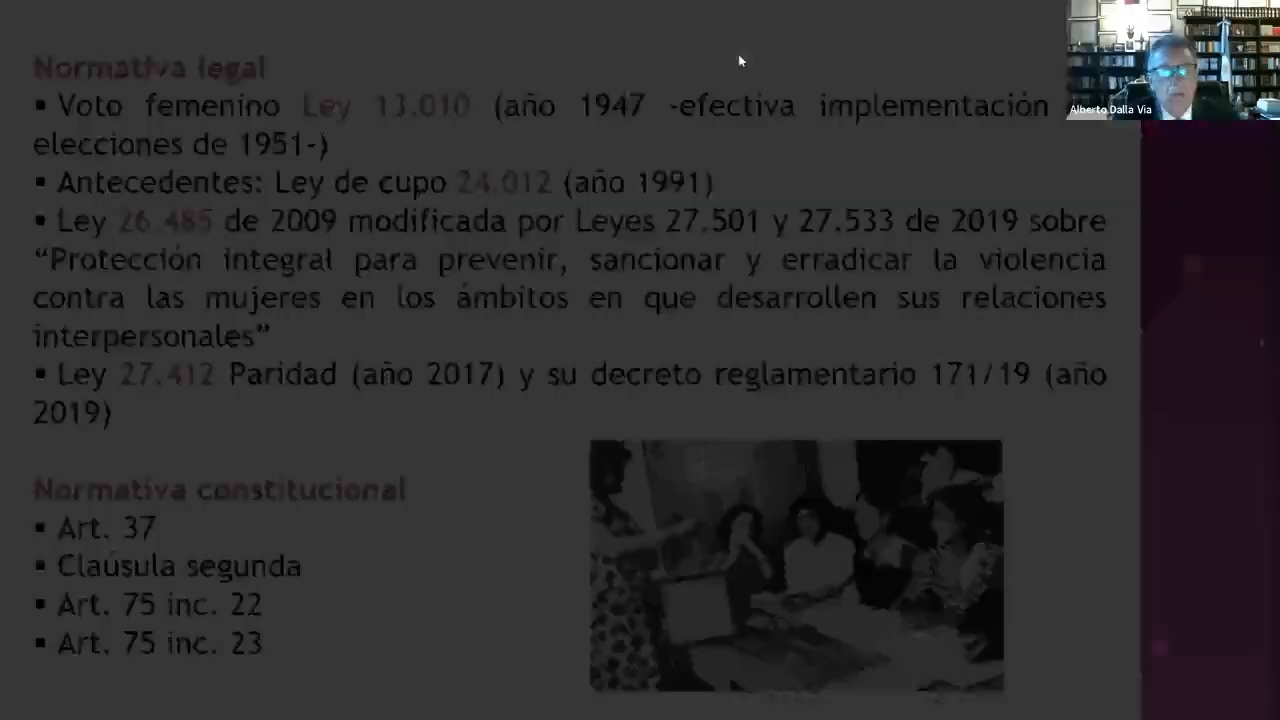 Normativa legal
▪ Voto femenino Ley 13.010 (año 1947 -efectiva implementación
elecciones de 1951-)
▪ Antecedentes: Ley de cupo 24.012 (año 1991)
▪ Ley 26.485 de 2009 modificada por Leyes 27.501 y 27.533 de 2019 sobre
“Protección integral para prevenir, sancionar y erradicar la violencia
contra las mujeres en los ámbitos en que desarrollen sus relaciones
interpersonales”
▪ Ley 27.412 Paridad (año 2017) y su decreto reglamentario 171/19 (año
2019)
Normativa constitucional
▪ Art. 37
▪ Claúsula segunda
▪ Art. 75 inc. 22
▪ Art. 75 inc. 23
Alberto Dalla Via